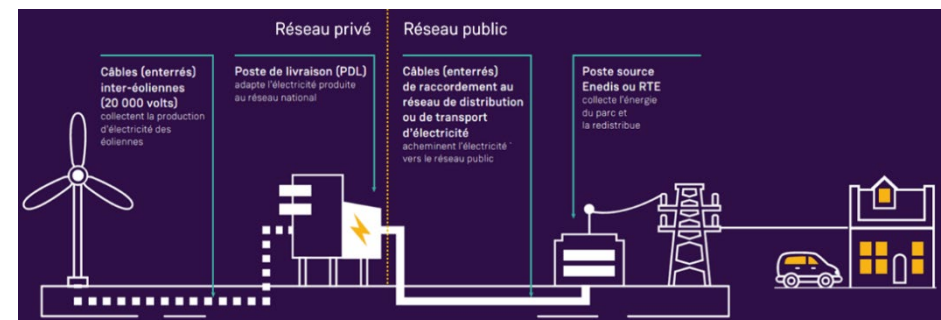 Réseau privé
Réseau public
Câbles (enterrés)
inter-éoliennes
(20 000 volts)
collectent la production
d'électricité des
éoliennes
Poste de livraison (PDL)
adapte l'électricité produite
au réseau national
Câbles (enterrés)
de raccordement au
réseau de distribution
ou de transport
d'électricité
acheminent l'électricité
vers le réseau public
Poste source
Enedis ou RTE
collecte l'énergie
du parc et
la redistribue